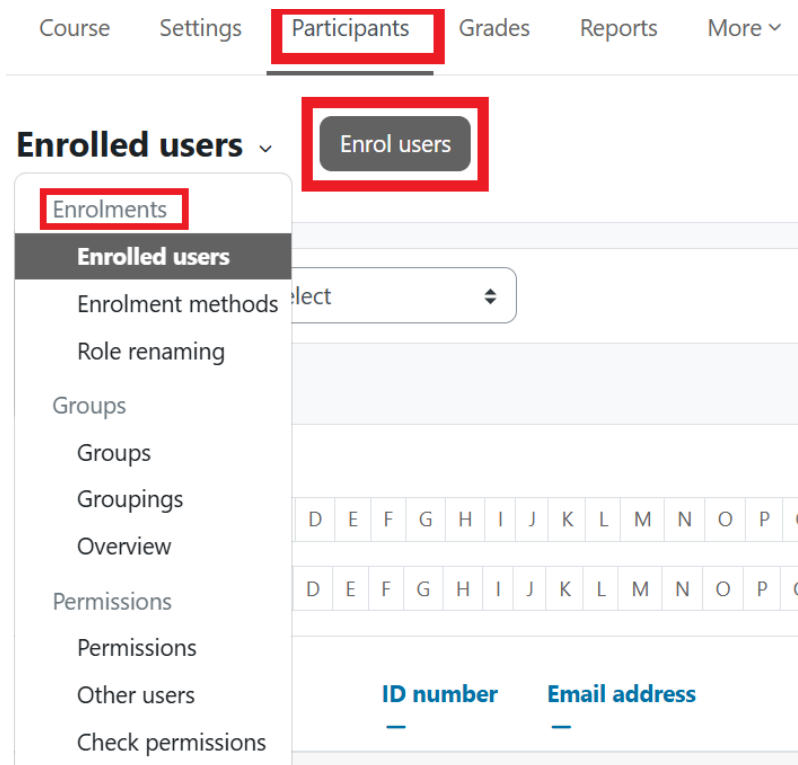 Course Settings Participants Grades Reports More
Enrolled users Enrol users
Enrolments
Enrolled users
Enrolment methods
elect
Role renaming
Groups
Groups
Groupings
D E F G H I J K L M N O P
Overview
D E F G H I J K L M N O P
Permissions
Permissions
Other users
ID number Email address
Check permissions